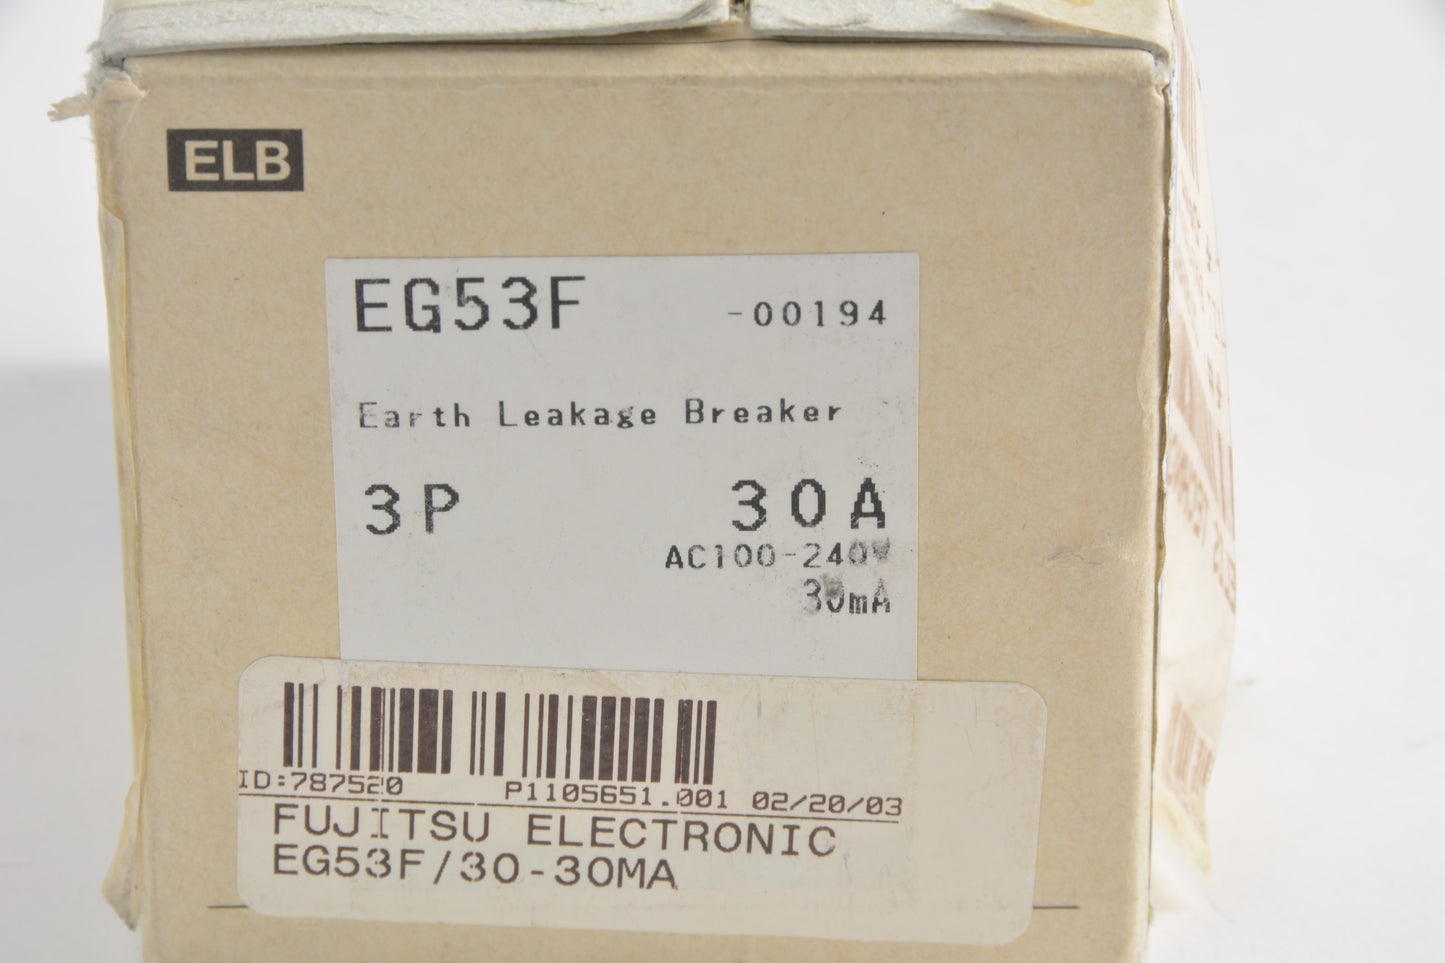 ELB
EG53F -00194
Earth Leakage Breaker
3P 30A
AC100-240V
30mA
ID:787520 P1105651.001 02/20/03
FUJITSU ELECTRONIC
EG53F/30-30MA